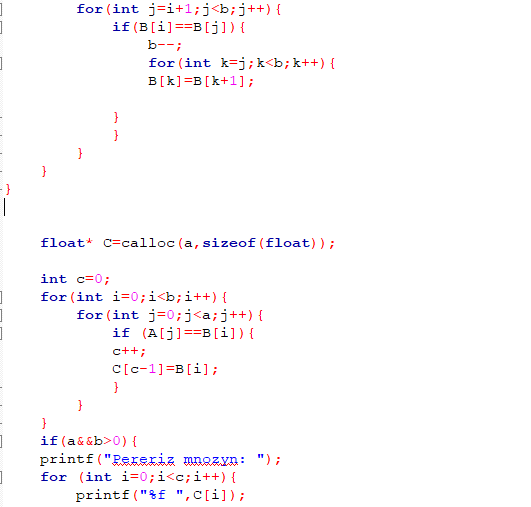 for(int j=i+1;j<b;j++){
if(B[i]==B[j]){
b--;
for(int k=j;k<b;k++){
B[k]=B[k+1];
}
}
}
}
}
float* C=calloc(a,sizeof(float));
int c=0;
for(int i=0;i<b;i++){
for(int j=0;j<a;j++){
if (A[j]==B[i]){
c++;
C[c-1]=B[i];
}
}
}
if(a&&b>0){
printf("Pereriz mnozyn: ");
for (int i=0;i<c;i++){
printf("%f ",C[i]);